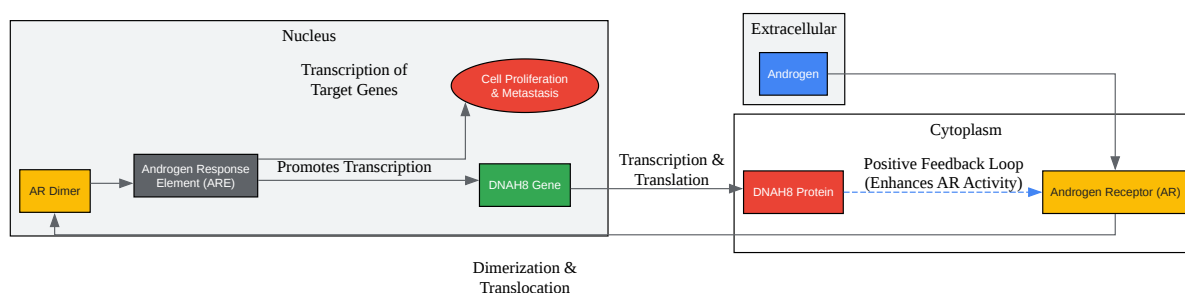 Nucleus
Transcription of
Target Genes
Cell Proliferation
& Metastasis
AR Dimer
Androgen Response
Element (ARE)
Promotes Transcription
DNAH8 Gene
Transcription &
Translation
Extracellular
Androgen
Cytoplasm
DNAH8 Protein
Positive Feedback Loop
(Enhances AR Activity)
Androgen Receptor (AR)
Dimerization &
Translocation